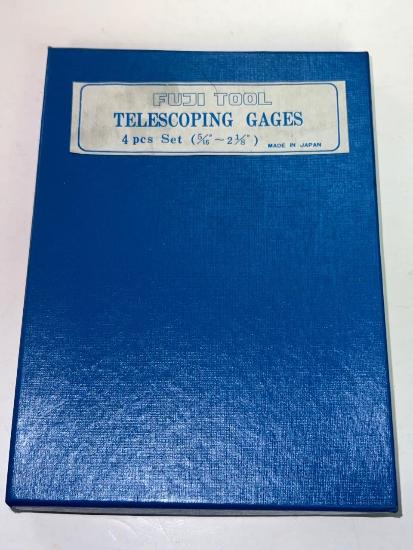 FUJI TOOL
TELESCOPING GAGES
4 pcs Set (5/16"~2 1/8") MADE IN JAPAN